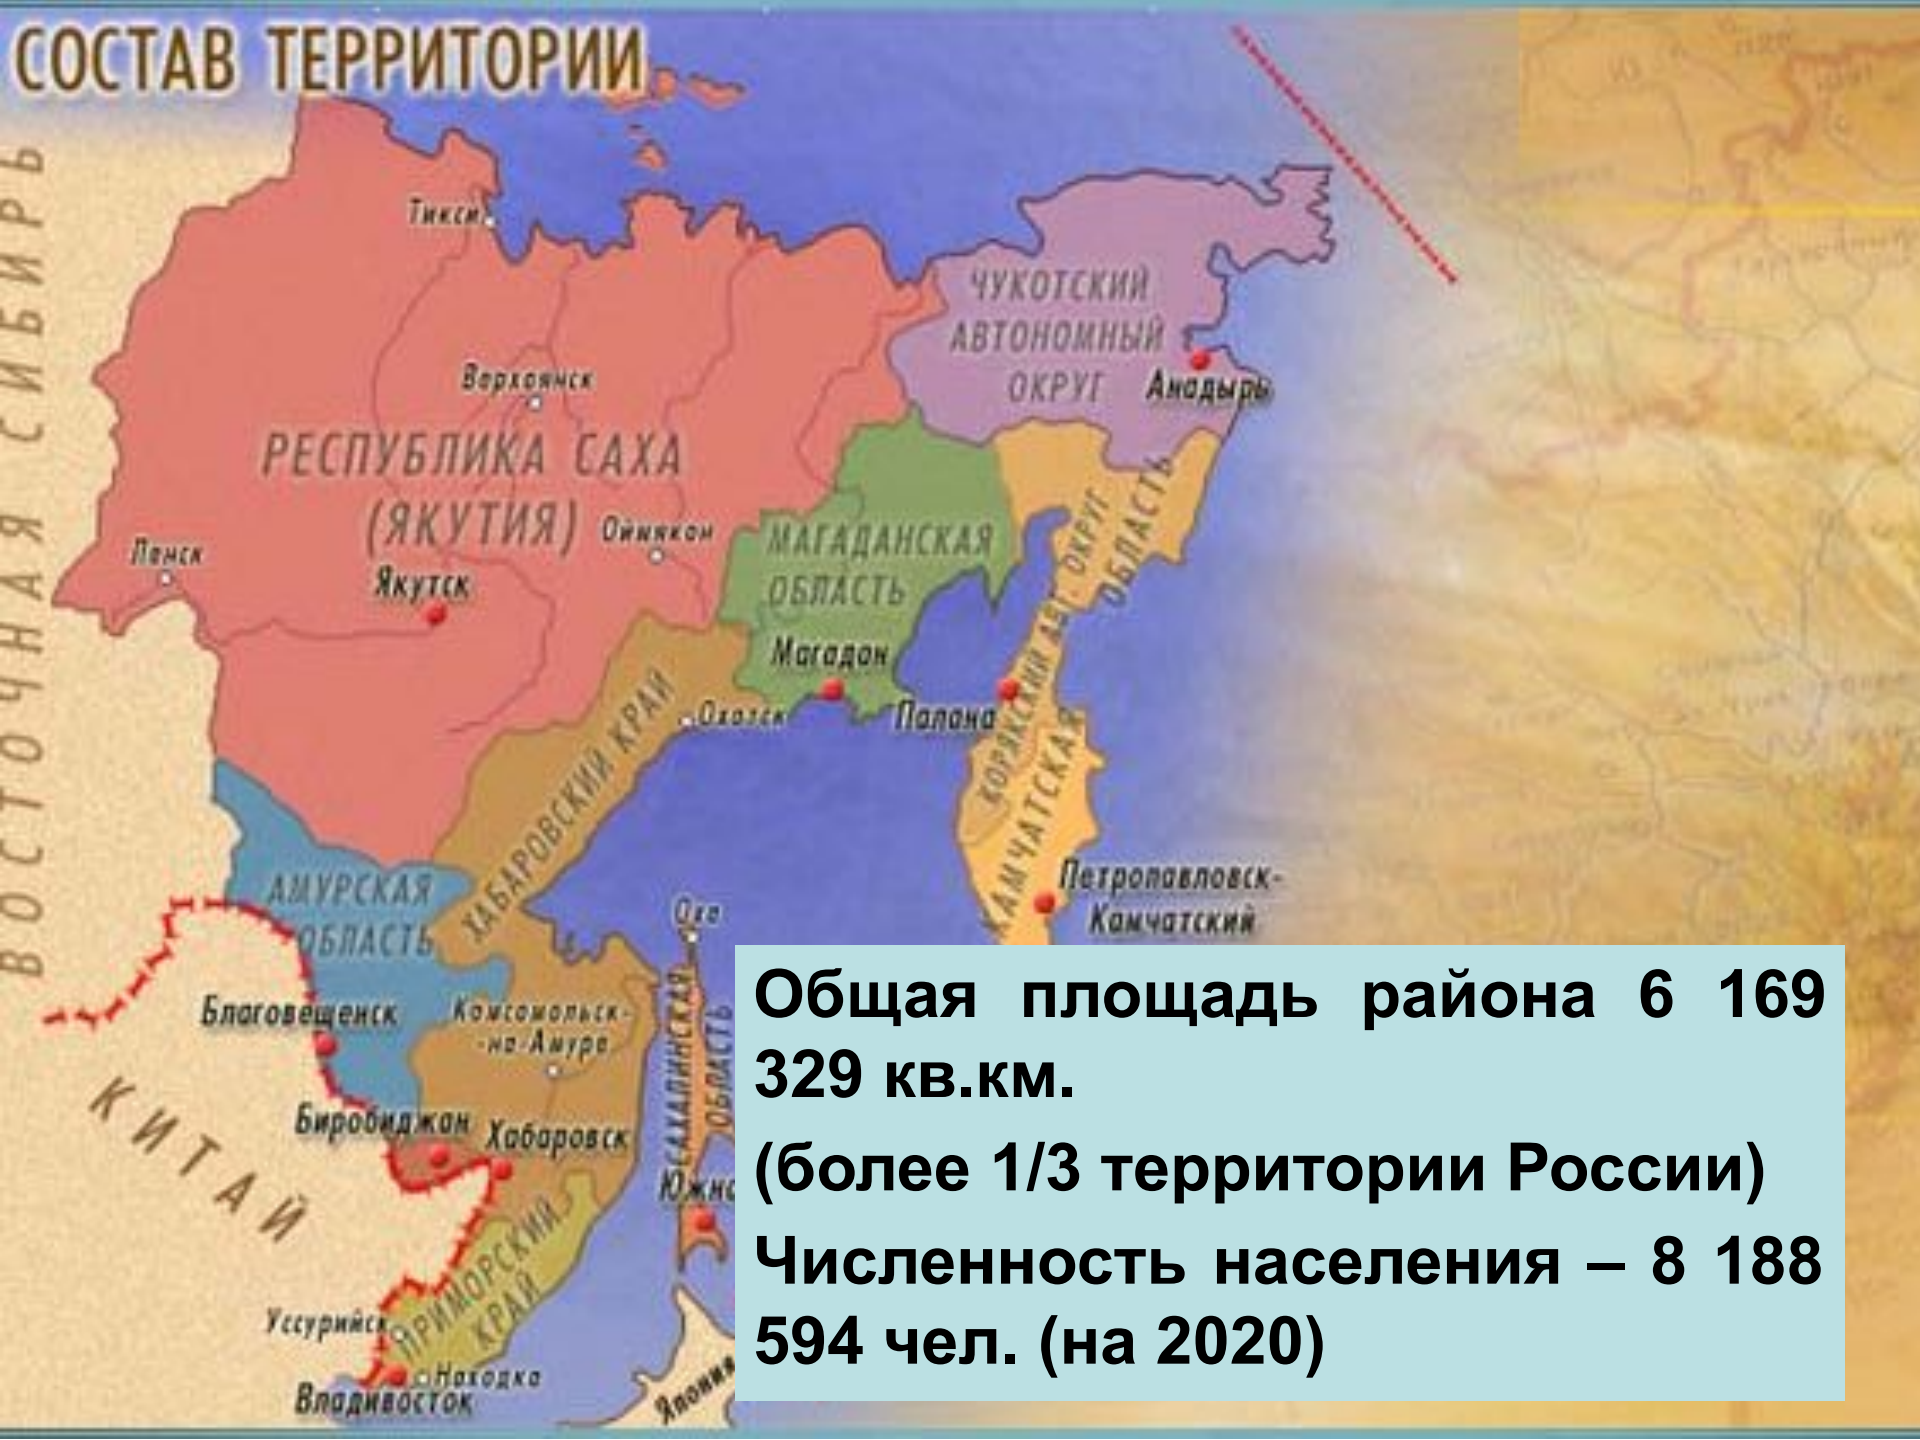 СОСТАВ ТЕРРИТОРИИ
ВОСТОЧНАЯ СИБИРЬ
Тикси
ЧУКОТСКИЙ
АВТОНОМНЫЙ
ОКРУГ
Анадырь
Верхоянск
РЕСПУБЛИКА САХА
(ЯКУТИЯ)
Оймякон
Ленск
Якутск
МАГАДАНСКАЯ
ОБЛАСТЬ
Магадан
КОРЯКСКИЙ АВТ. ОКРУГ
КАМЧАТСКАЯ ОБЛАСТЬ
Палана
Охотск
ХАБАРОВСКИЙ КРАЙ
Петропавловск-
Камчатский
АМУРСКАЯ
ОБЛАСТЬ
Оха
САХАЛИНСКАЯ
ОБЛАСТЬ
Благовещенск
Комсомольск-
-на-Амуре
КИТАЙ
Биробиджан
Хабаровск
Южно
ПРИМОРСКИЙ
КРАЙ
Уссурийск
Находка
Владивосток
Япония
Общая площадь района 6 169
329 кв.км.
(более 1/3 территории России)
Численность населения – 8 188
594 чел. (на 2020)